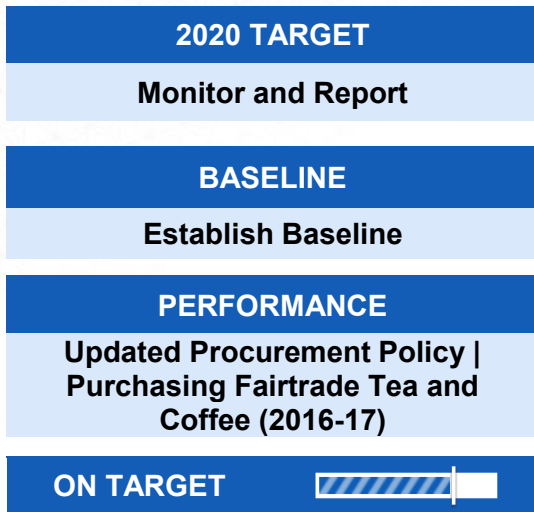 2020 TARGET
Monitor and Report
BASELINE
Establish Baseline
PERFORMANCE
Updated Procurement Policy |
Purchasing Fairtrade Tea and
Coffee (2016-17)
ON TARGET